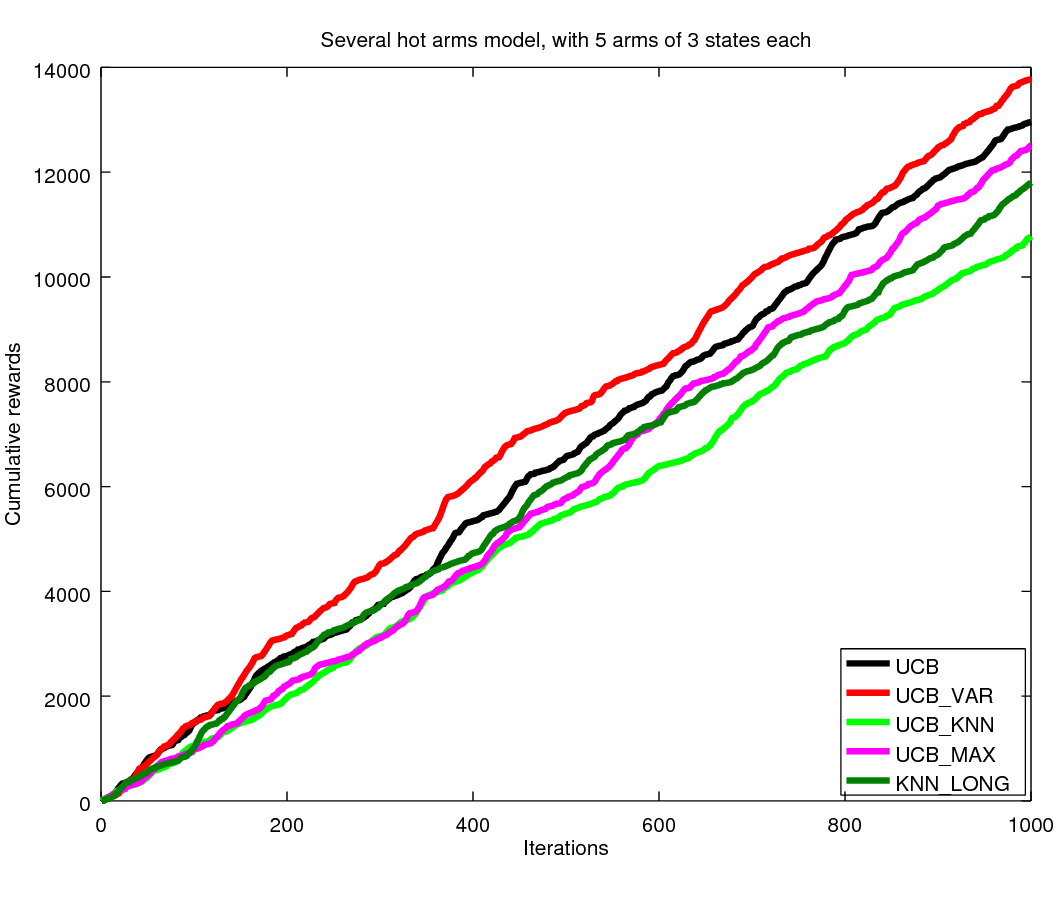 Several hot arms model, with 5 arms of 3 states each
14000
12000
10000
8000
6000
4000
2000
0
Cumulative rewards
0 200 400 600 800 1000
Iterations
UCB
UCB_VAR
UCB_KNN
UCB_MAX
KNN_LONG